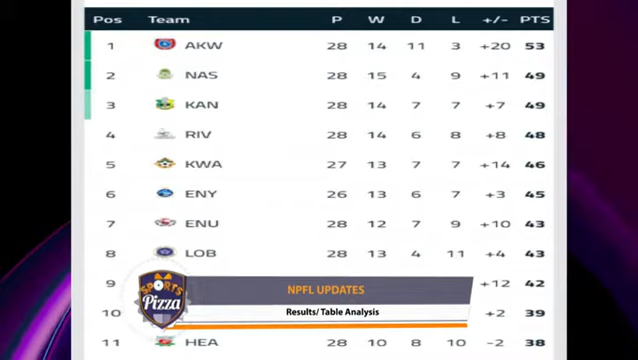 Pos Team P W D L +/- PTS
1 AKW 28 14 11 3 +20 53
2 NAS 28 15 4 9 +11 49
3 KAN 28 14 7 7 +7 49
4 RIV 28 14 6 8 +8 48
5 KWA 27 13 7 7 +14 46
6 ENY 26 13 6 7 +3 45
7 ENU 28 12 7 9 +10 43
8 LOB 28 13 4 11 +4 43
9 +12 42
10 +2 39
11 HEA 28 10 8 10 -2 38
SPORTS
Pizza
NPFL UPDATES
Results/ Table Analysis